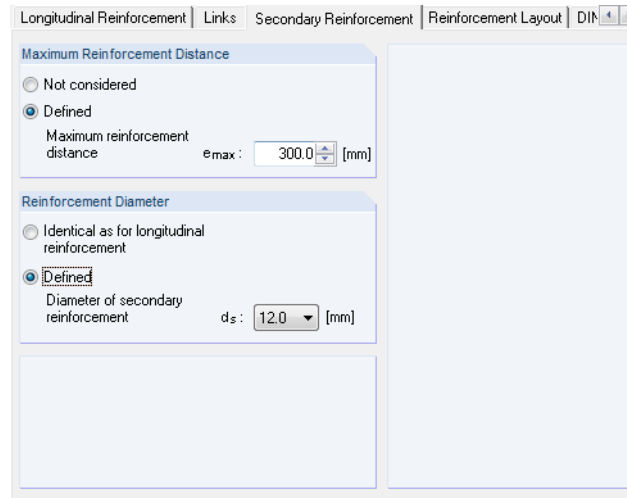 Longitudinal Reinforcement Links Secondary Reinforcement Reinforcement Layout
Maximum Reinforcement Distance
Not considered
Defined
Maximum reinforcement
distance emax : 300.0 [mm]
Reinforcement Diameter
Identical as for longitudinal
reinforcement
Defined
Diameter of secondary
reinforcement ds : 12.0 [mm]